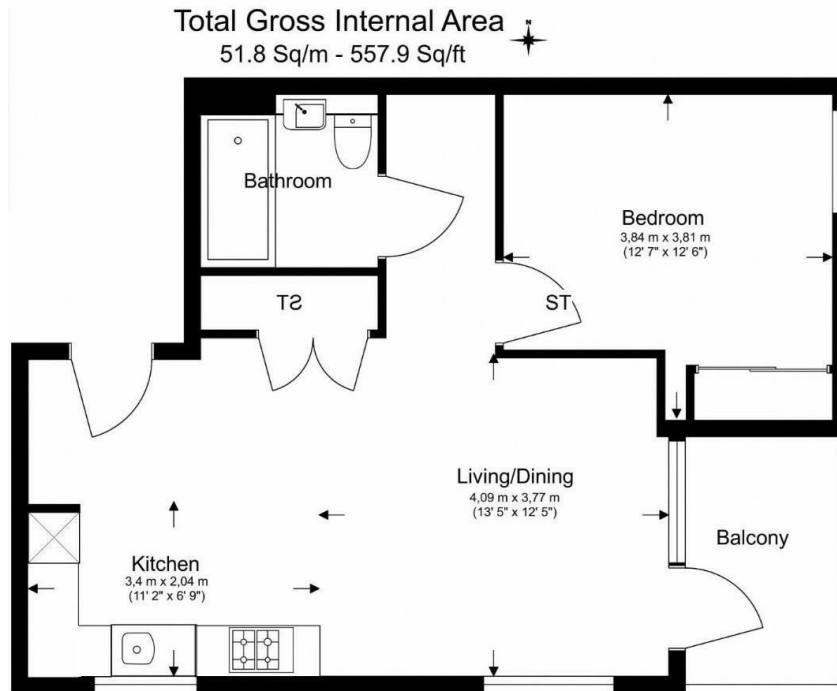 Total Gross Internal Area
51.8 Sq/m - 557.9 Sq/ft
N
Bathroom
Bedroom
3,84 m x 3,81 m
(12' 7" x 12' 6")
ST
ST
Living/Dining
4,09 m x 3,77 m
(13' 5" x 12' 5")
Balcony
Kitchen
3,4 m x 2,04 m
(11' 2" x 6' 9")